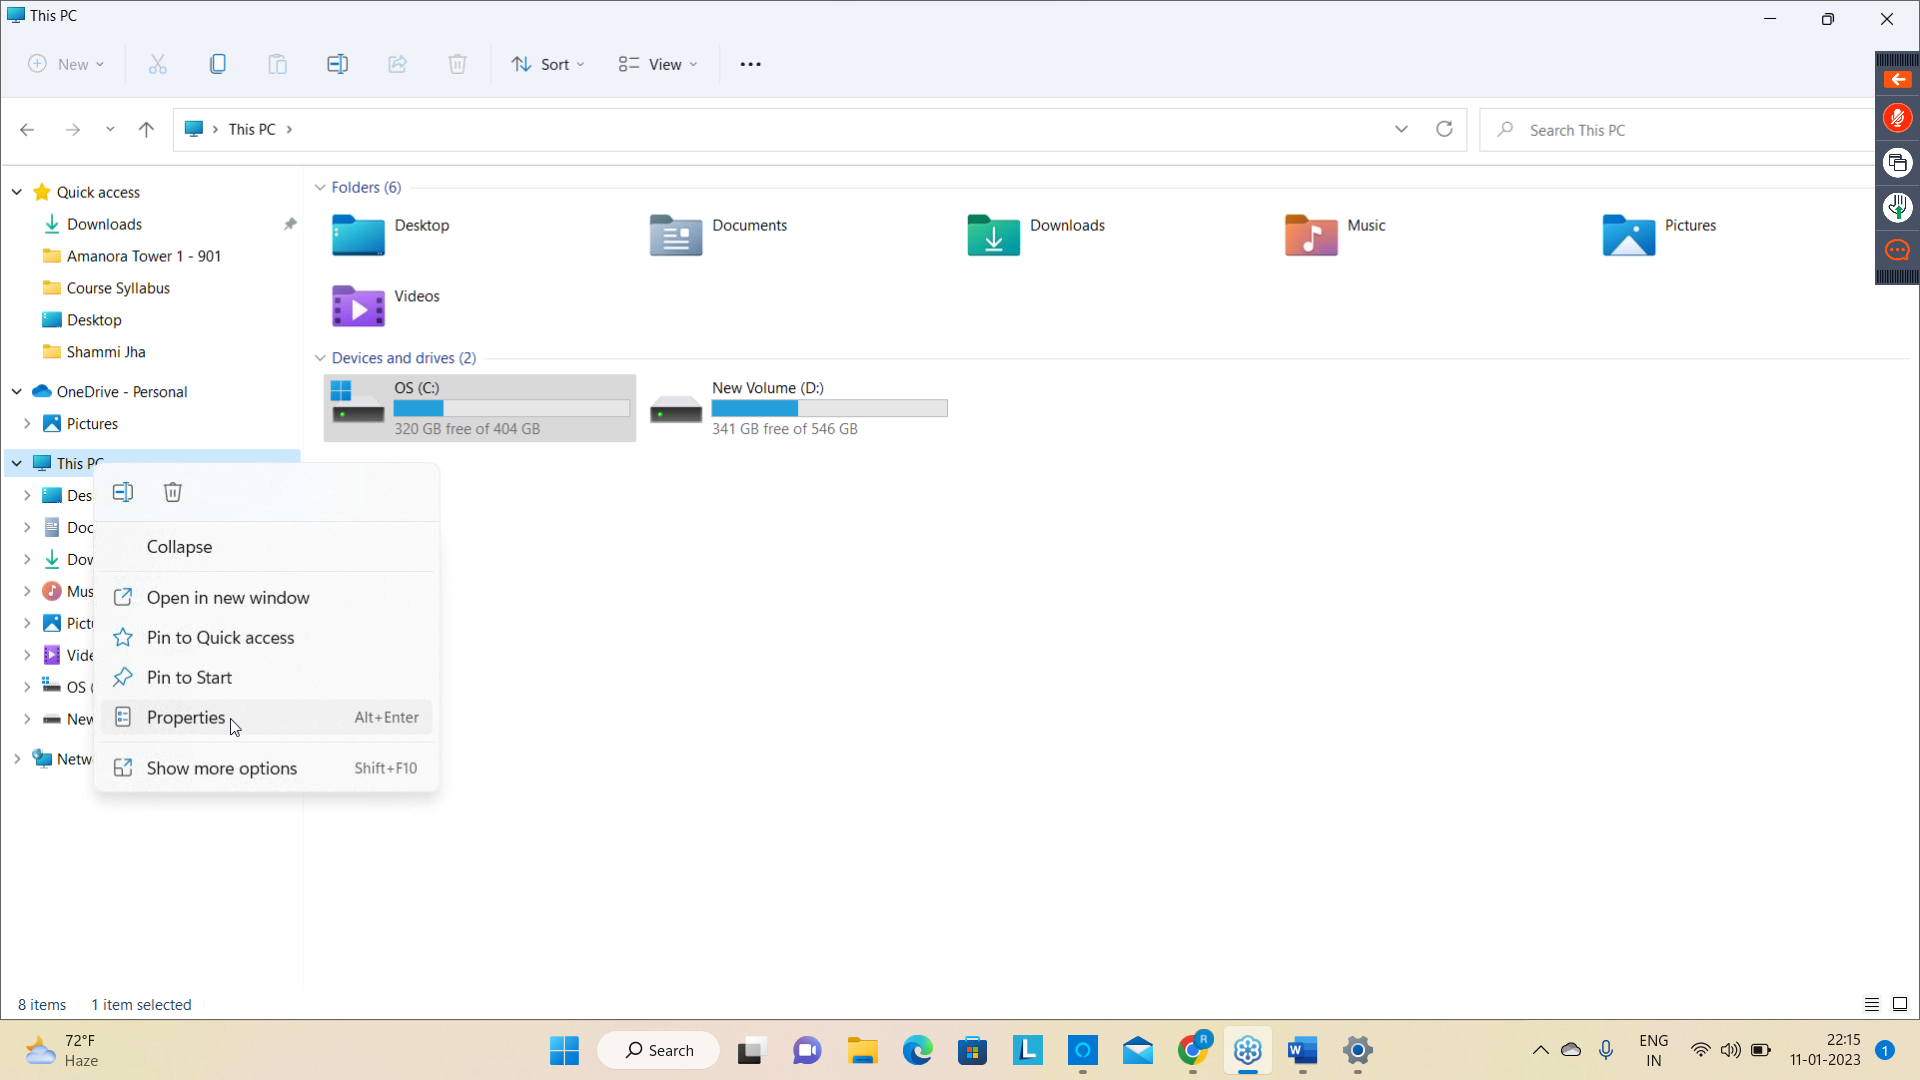 This PC
New
Sort
View
This PC
Search This PC
Quick access
Downloads
Amanora Tower 1 - 901
Course Syllabus
Desktop
Shammi Jha
OneDrive - Personal
Pictures
This PC
Des
Doc
Dow
Mus
Pictu
Vide
OS (
New
Netw
Collapse
Open in new window
Pin to Quick access
Pin to Start
Properties Alt+Enter
Show more options Shift+F10
Folders (6)
Desktop
Documents
Downloads
Music
Pictures
Videos
Devices and drives (2)
OS (C:)
320 GB free of 404 GB
New Volume (D:)
341 GB free of 546 GB
8 items 1 item selected
72°F
Haze
Search
L
R
W
ENG
IN
22:15
11-01-2023
1